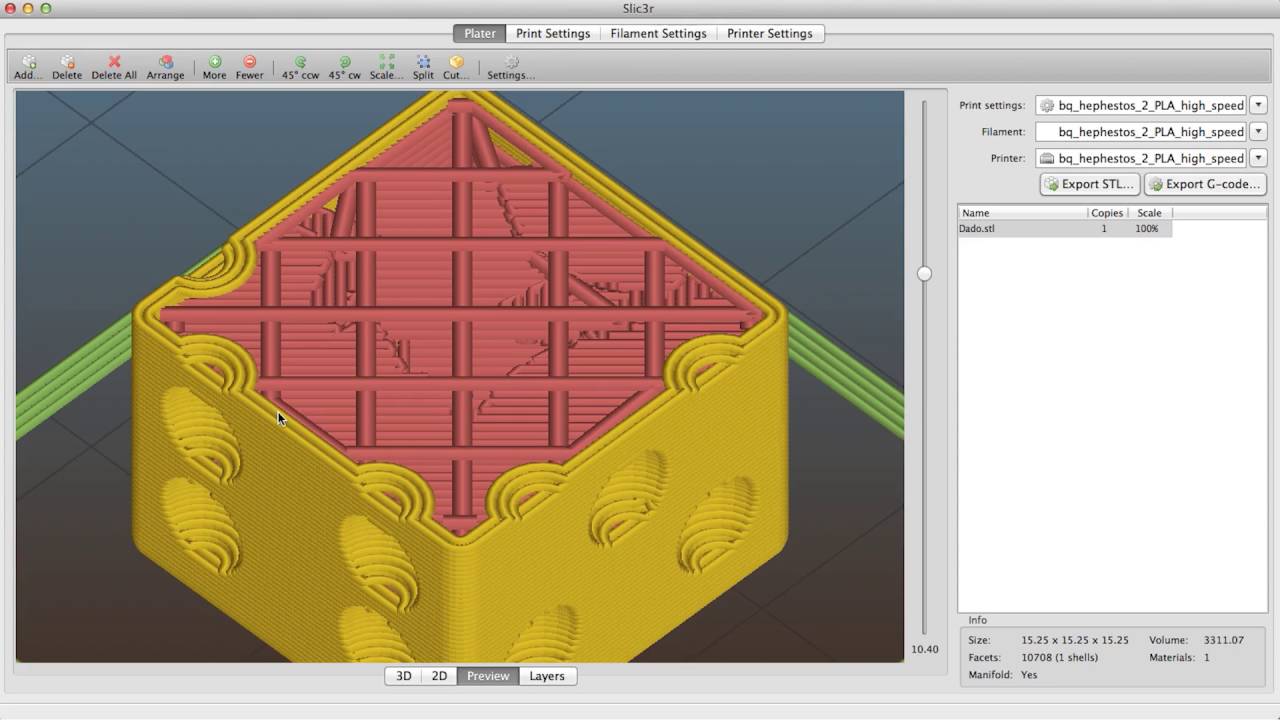 Slic3r
Plater Print Settings Filament Settings Printer Settings
Add... Delete Delete All Arrange More Fewer 45° ccw 45° cw Scale... Split Cut... Settings...
Print settings: bq_hephestos_2_PLA_high_speed
Filament: bq_hephestos_2_PLA_high_speed
Printer: bq_hephestos_2_PLA_high_speed
Export STL... Export G-code...
Name Copies Scale
Dado.stl 1 100%
10.40
Info
Size: 15.25 x 15.25 x 15.25 Volume: 3311.07
Facets: 10708 (1 shells) Materials: 1
Manifold: Yes
3D 2D Preview Layers